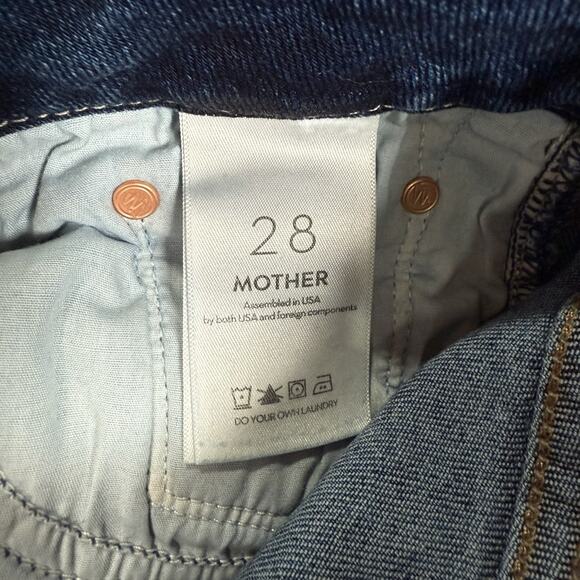 28
MOTHER
Assembled in USA
by both USA and foreign components
DO YOUR OWN LAUNDRY